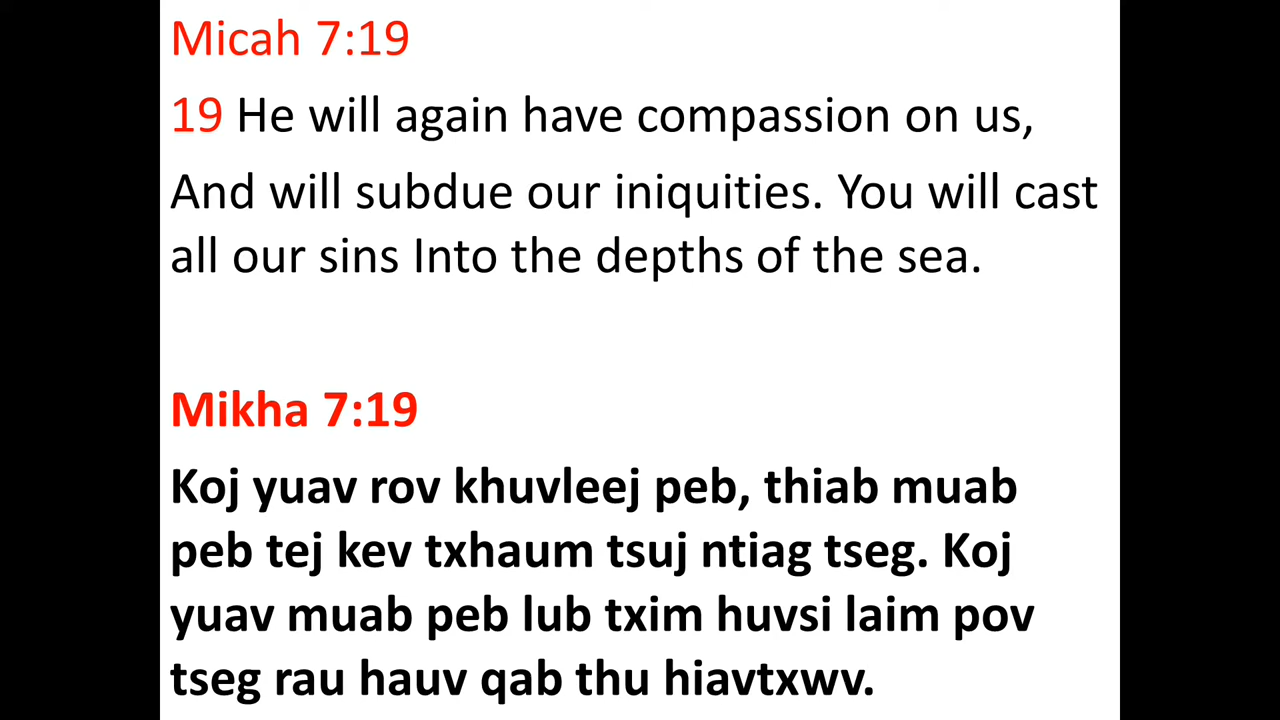 Micah 7:19
19 He will again have compassion on us,
And will subdue our iniquities. You will cast
all our sins Into the depths of the sea.
Mikha 7:19
Koj yuav rov khuvleej peb, thiab muab
peb tej kev txhaum tsuj ntiag tseg. Koj
yuav muab peb lub txim huvsi laim pov
tseg rau hauv qab thu hiavtxwv.